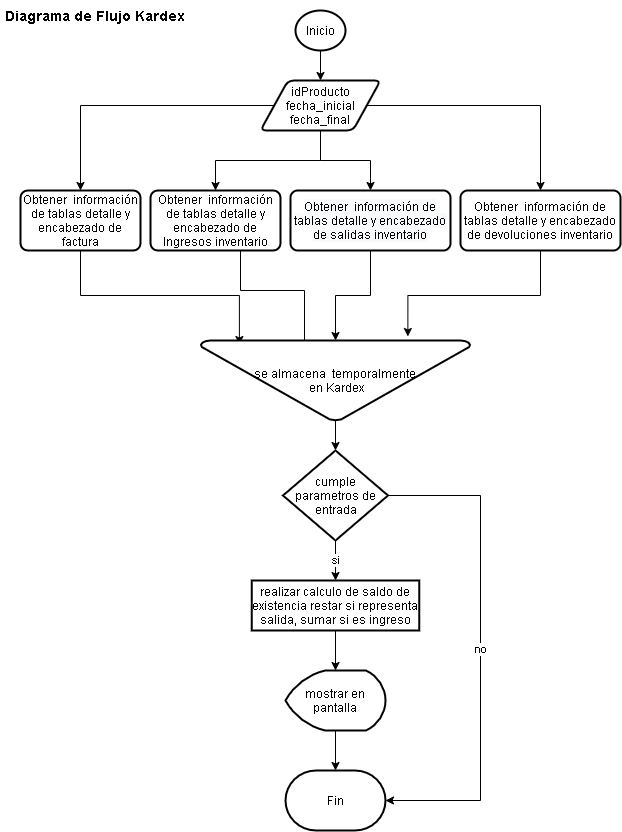 Diagrama de Flujo Kardex
Inicio
idProducto
fecha_inicial
fecha_final
Obtener información
de tablas detalle y
encabezado de
factura
Obtener información
de tablas detalle y
encabezado de
Ingresos inventario
Obtener información de
tablas detalle y encabezado
de salidas inventario
Obtener información de
tablas detalle y encabezado
de devoluciones inventario
se almacena temporalmente
en Kardex
cumple
parametros de
entrada
si
realizar calculo de saldo de
existencia restar si representa
salida, sumar si es ingreso
no
mostrar en
pantalla
Fin